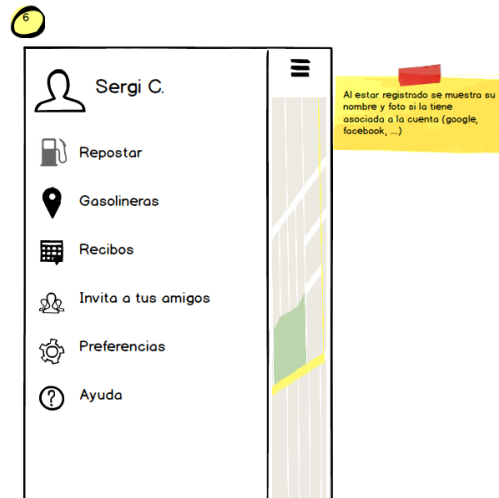 6
Sergi C.
Al estar registrado se muestra su
nombre y foto si la tiene
asociada a la cuenta (google,
facebook, ....)
Repostar
Gasolineras
Recibos
Invita a tus amigos
Preferencias
Ayuda